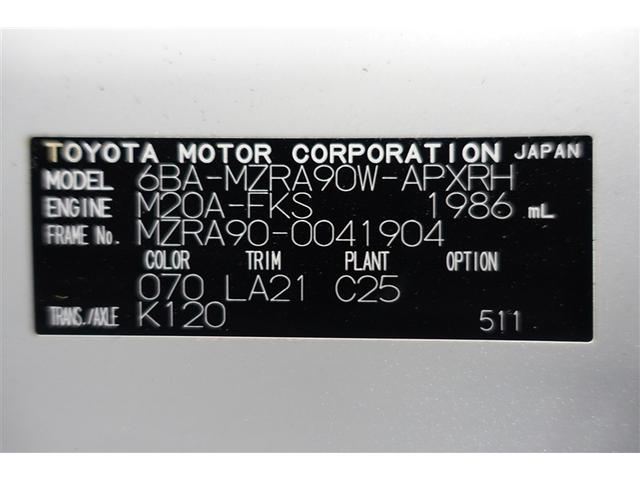 TOYOTA MOTOR CORPORATION JAPAN
MODEL 6BA-MZRA90W-APXRH
ENGINE M20A-FKS 1986 mL
FRAME No. MZRA90-0041904
COLOR TRIM PLANT OPTION
070 LA21 C25
TRANS./AXLE K120 511